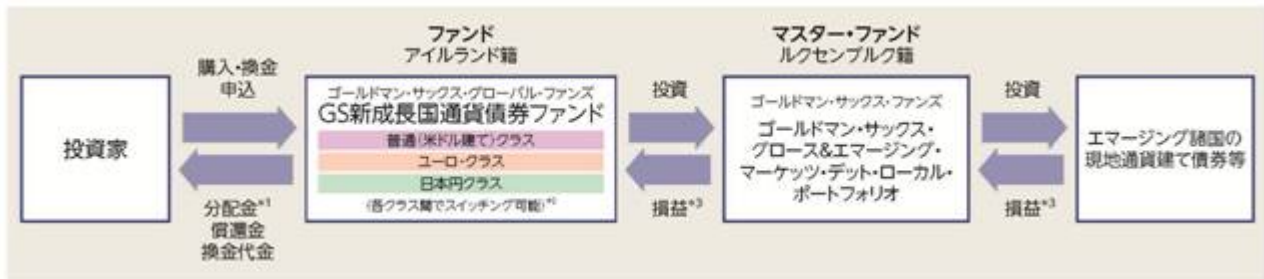 ファンド
アイルランド籍
マスター・ファンド
ルクセンブルク籍
投資家
購入・換金
申込
分配金*1
償還金
換金代金
ゴールドマン・サックス・グローバル・ファンズ
GS新成長国通貨債券ファンド
普通(米ドル建て)クラス
ユーロ・クラス
日本円クラス
(各クラス間でスイッチング可能)*2
投資
損益*3
ゴールドマン・サックス・ファンズ
ゴールドマン・サックス・
グロース&エマージング・
マーケッツ・デット・ローカル・
ポートフォリオ
投資
損益*3
エマージング諸国の
現地通貨建て債券等